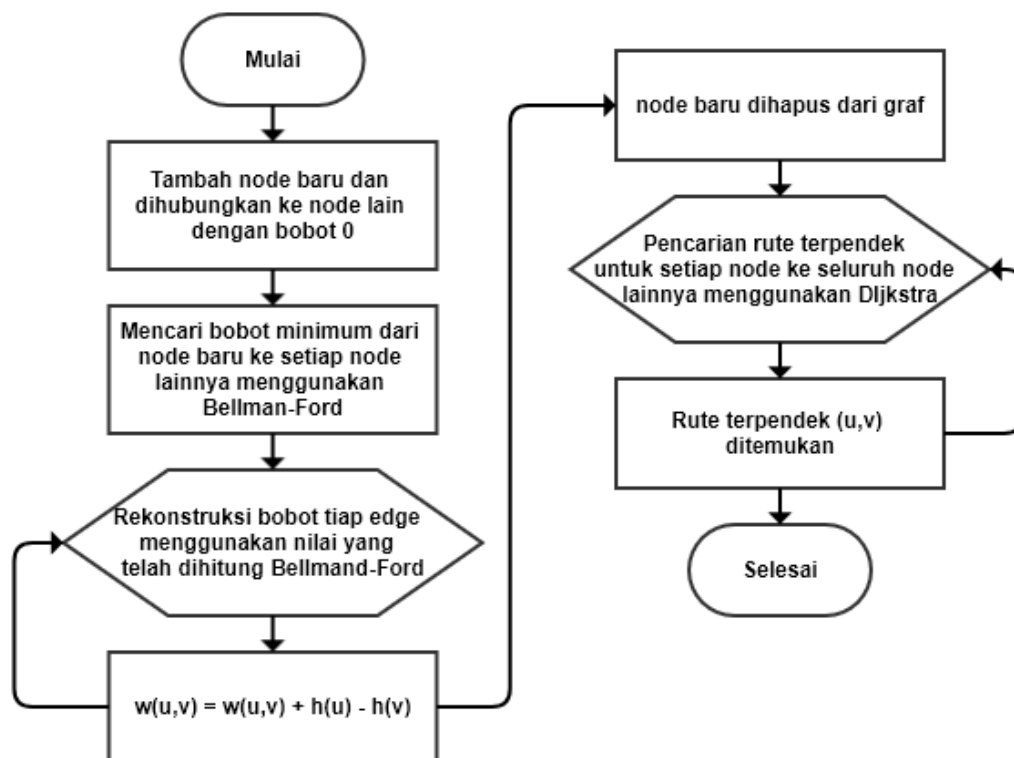 Mulai
Tambah node baru dan
dihubungkan ke node lain
dengan bobot 0
Mencari bobot minimum dari
node baru ke setiap node
lainnya menggunakan
Bellman-Ford
Rekonstruksi bobot tiap edge
menggunakan nilai yang
telah dihitung Bellmand-Ford
w(u,v) = w(u,v) + h(u) - h(v)
node baru dihapus dari graf
Pencarian rute terpendek
untuk setiap node ke seluruh node
lainnya menggunakan DIjkstra
Rute terpendek (u,v)
ditemukan
Selesai